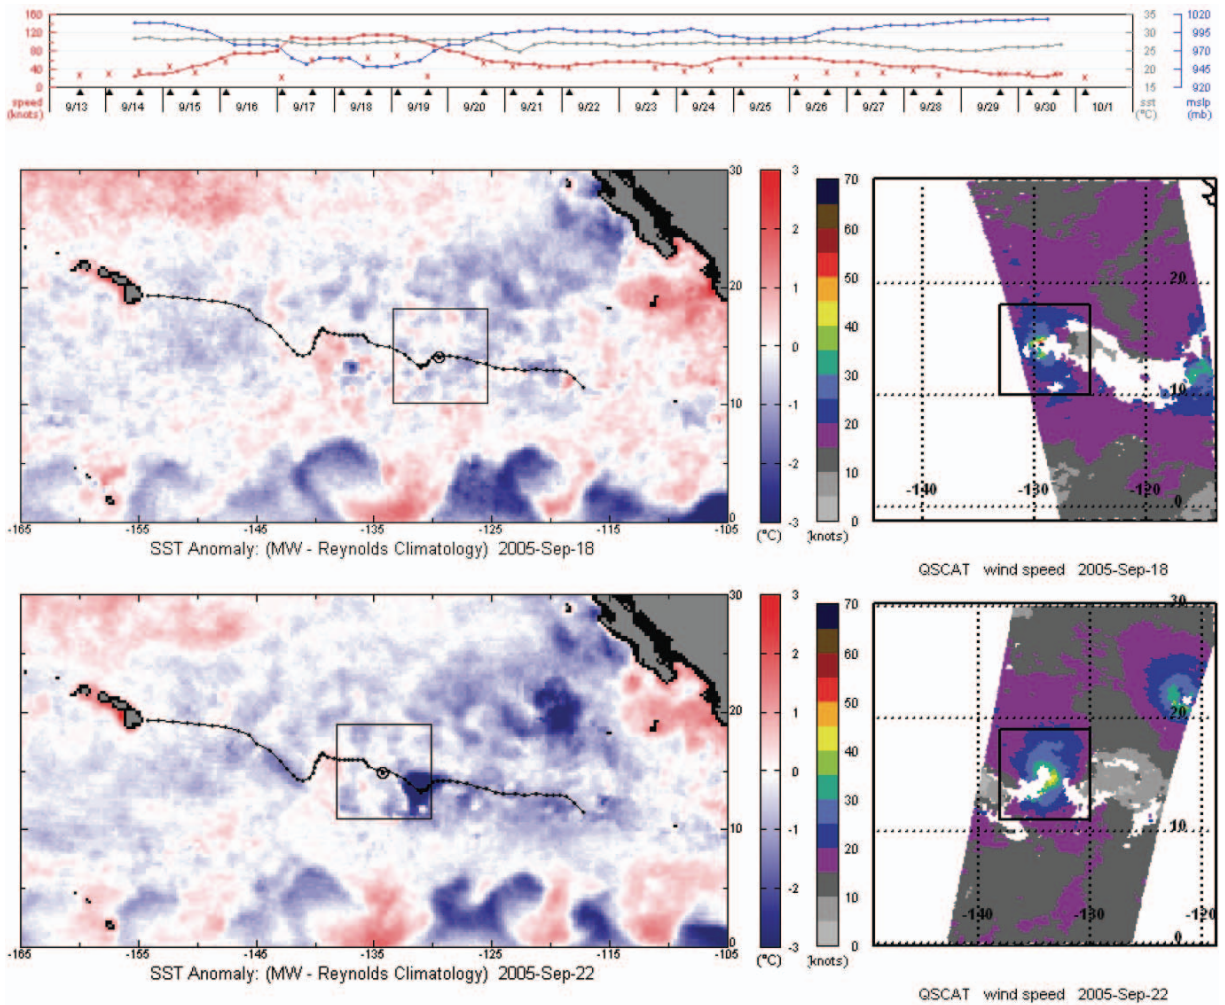 160 35 1020
120 30 995
80 25 970
40 20 945
0 15 920
speed (knots) 9/13 9/14 9/15 9/16 9/17 9/18 9/19 9/20 9/21 9/22 9/23 9/24 9/25 9/26 9/27 9/28 9/29 9/30 10/1 sst (°C) mslp (mb)
30 3 70
2 60
20 1 50
0 40
10 -1 30 20
-2 20 10
0 -3 10 0
-165 -155 -145 -135 -125 -115 -105 (°C) (knots)
-140 -130 -120 0
SST Anomaly: (MW - Reynolds Climatology) 2005-Sep-18
QSCAT wind speed 2005-Sep-18
30 3 70 30
2 60
20 1 50 20
0 40
10 -1 30 10
-2 20
0 -3 10 0
-165 -155 -145 -135 -125 -115 -105 (°C) (knots)
-140 -130 -120 0
SST Anomaly: (MW - Reynolds Climatology) 2005-Sep-22
QSCAT wind speed 2005-Sep-22